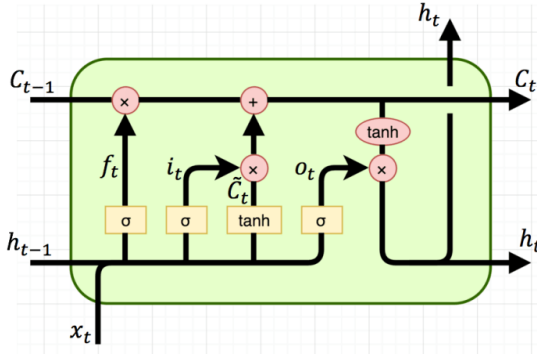 h_t
C_{t-1} × + C_t
tanh
f_t i_t × o_t ×
C̃_t
σ σ tanh σ
h_{t-1} h_t
x_t